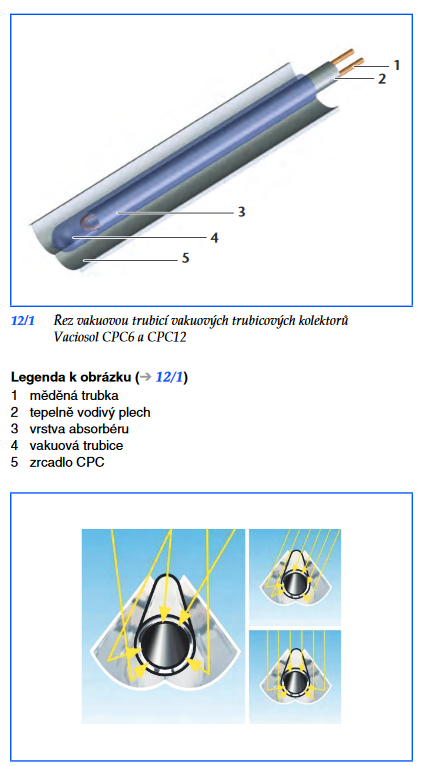 1
2
3
4
5
12/1 Řez vakuovou trubicí vakuových trubicových kolektorů
Vaciosol CPC6 a CPC12
Legenda k obrázku (➔ 12/1)
1 měděná trubka
2 tepelně vodivý plech
3 vrstva absorbéru
4 vakuová trubice
5 zrcadlo CPC